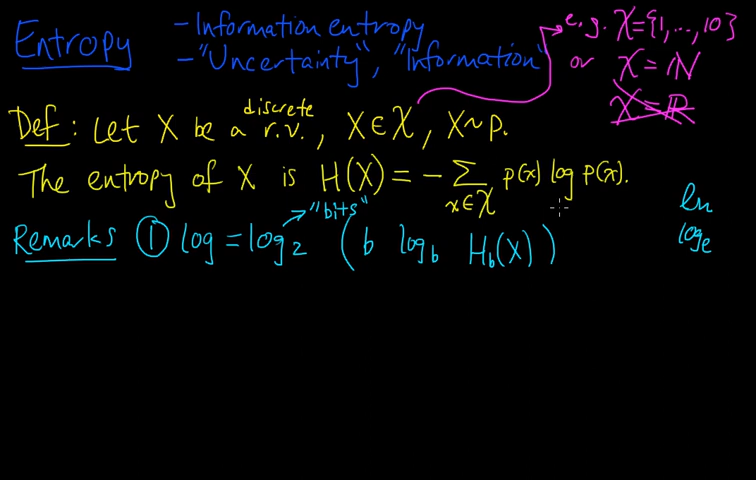 Entropy
- Information entropy
- "Uncertainty", "Information"
e.g. X={1,...,10}
or X=ℕ
X=ℝ
Def: Let X be a discrete r.v., X∈X, X~p.
The entropy of X is H(X) = - ∑ x∈X p(x) log p(x).
Remarks ① log = log₂ → "bits" (b log_b H_b(X))
ln
logₑ